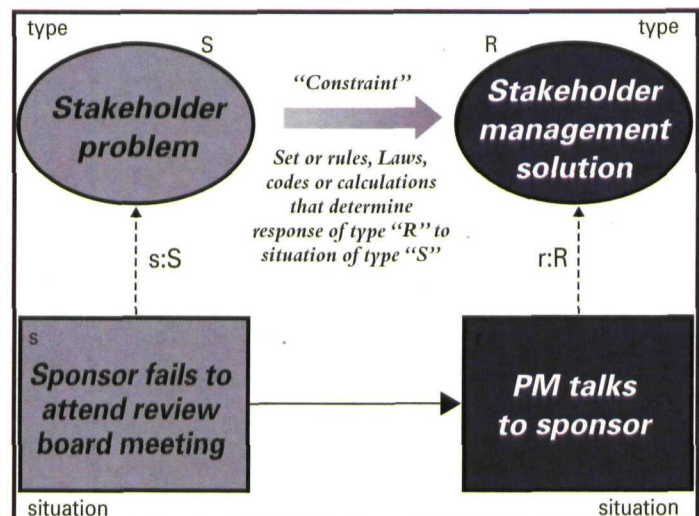 type
S
Stakeholder
problem
"Constraint"
Set or rules, Laws,
codes or calculations
that determine
response of type "R" to
situation of type "S"
type
R
Stakeholder
management
solution
s:S
r:R
s
Sponsor fails to
attend review
board meeting
situation
r
PM talks
to sponsor
situation